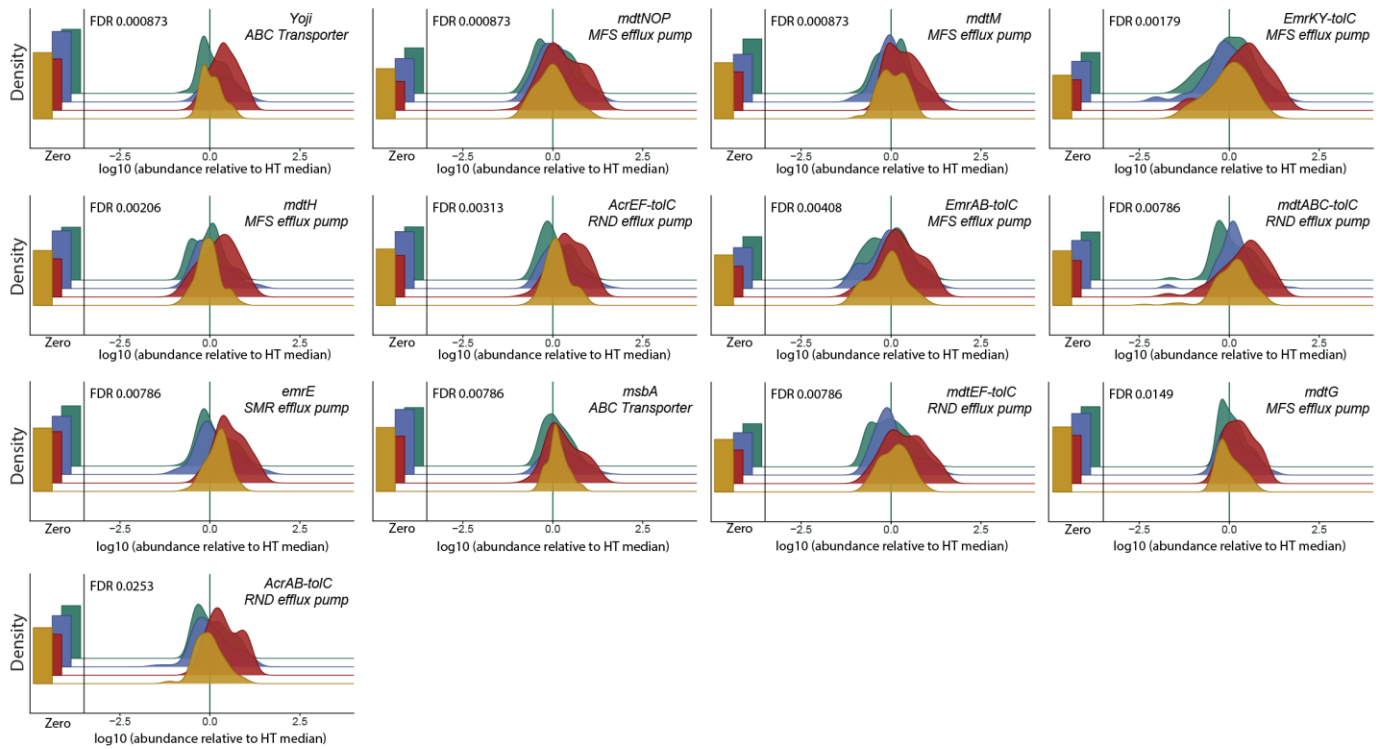 FDR 0.000873
Yoji
ABC Transporter
Density
Zero
−2.5
0.0
2.5
log10 (abundance relative to HT median)
FDR 0.000873
mdtNOP
MFS efflux pump
Zero
−2.5
0.0
2.5
log10 (abundance relative to HT median)
FDR 0.000873
mdtM
MFS efflux pump
Zero
−2.5
0.0
2.5
log10 (abundance relative to HT median)
FDR 0.00179
EmrKY-tolC
MFS efflux pump
Zero
−2.5
0.0
2.5
log10 (abundance relative to HT median)
FDR 0.00206
mdtH
MFS efflux pump
Density
Zero
−2.5
0.0
2.5
log10 (abundance relative to HT median)
FDR 0.00313
AcrEF-tolC
RND efflux pump
Zero
−2.5
0.0
2.5
log10 (abundance relative to HT median)
FDR 0.00408
EmrAB-tolC
MFS efflux pump
Zero
−2.5
0.0
2.5
log10 (abundance relative to HT median)
FDR 0.00786
mdtABC-tolC
RND efflux pump
Zero
−2.5
0.0
2.5
log10 (abundance relative to HT median)
FDR 0.00786
emrE
SMR efflux pump
Density
Zero
−2.5
0.0
2.5
log10 (abundance relative to HT median)
FDR 0.00786
msbA
ABC Transporter
Zero
−2.5
0.0
2.5
log10 (abundance relative to HT median)
FDR 0.00786
mdtEF-tolC
RND efflux pump
Zero
−2.5
0.0
2.5
log10 (abundance relative to HT median)
FDR 0.0149
mdtG
MFS efflux pump
Zero
−2.5
0.0
2.5
log10 (abundance relative to HT median)
FDR 0.0253
AcrAB-tolC
RND efflux pump
Density
Zero
−2.5
0.0
2.5
log10 (abundance relative to HT median)